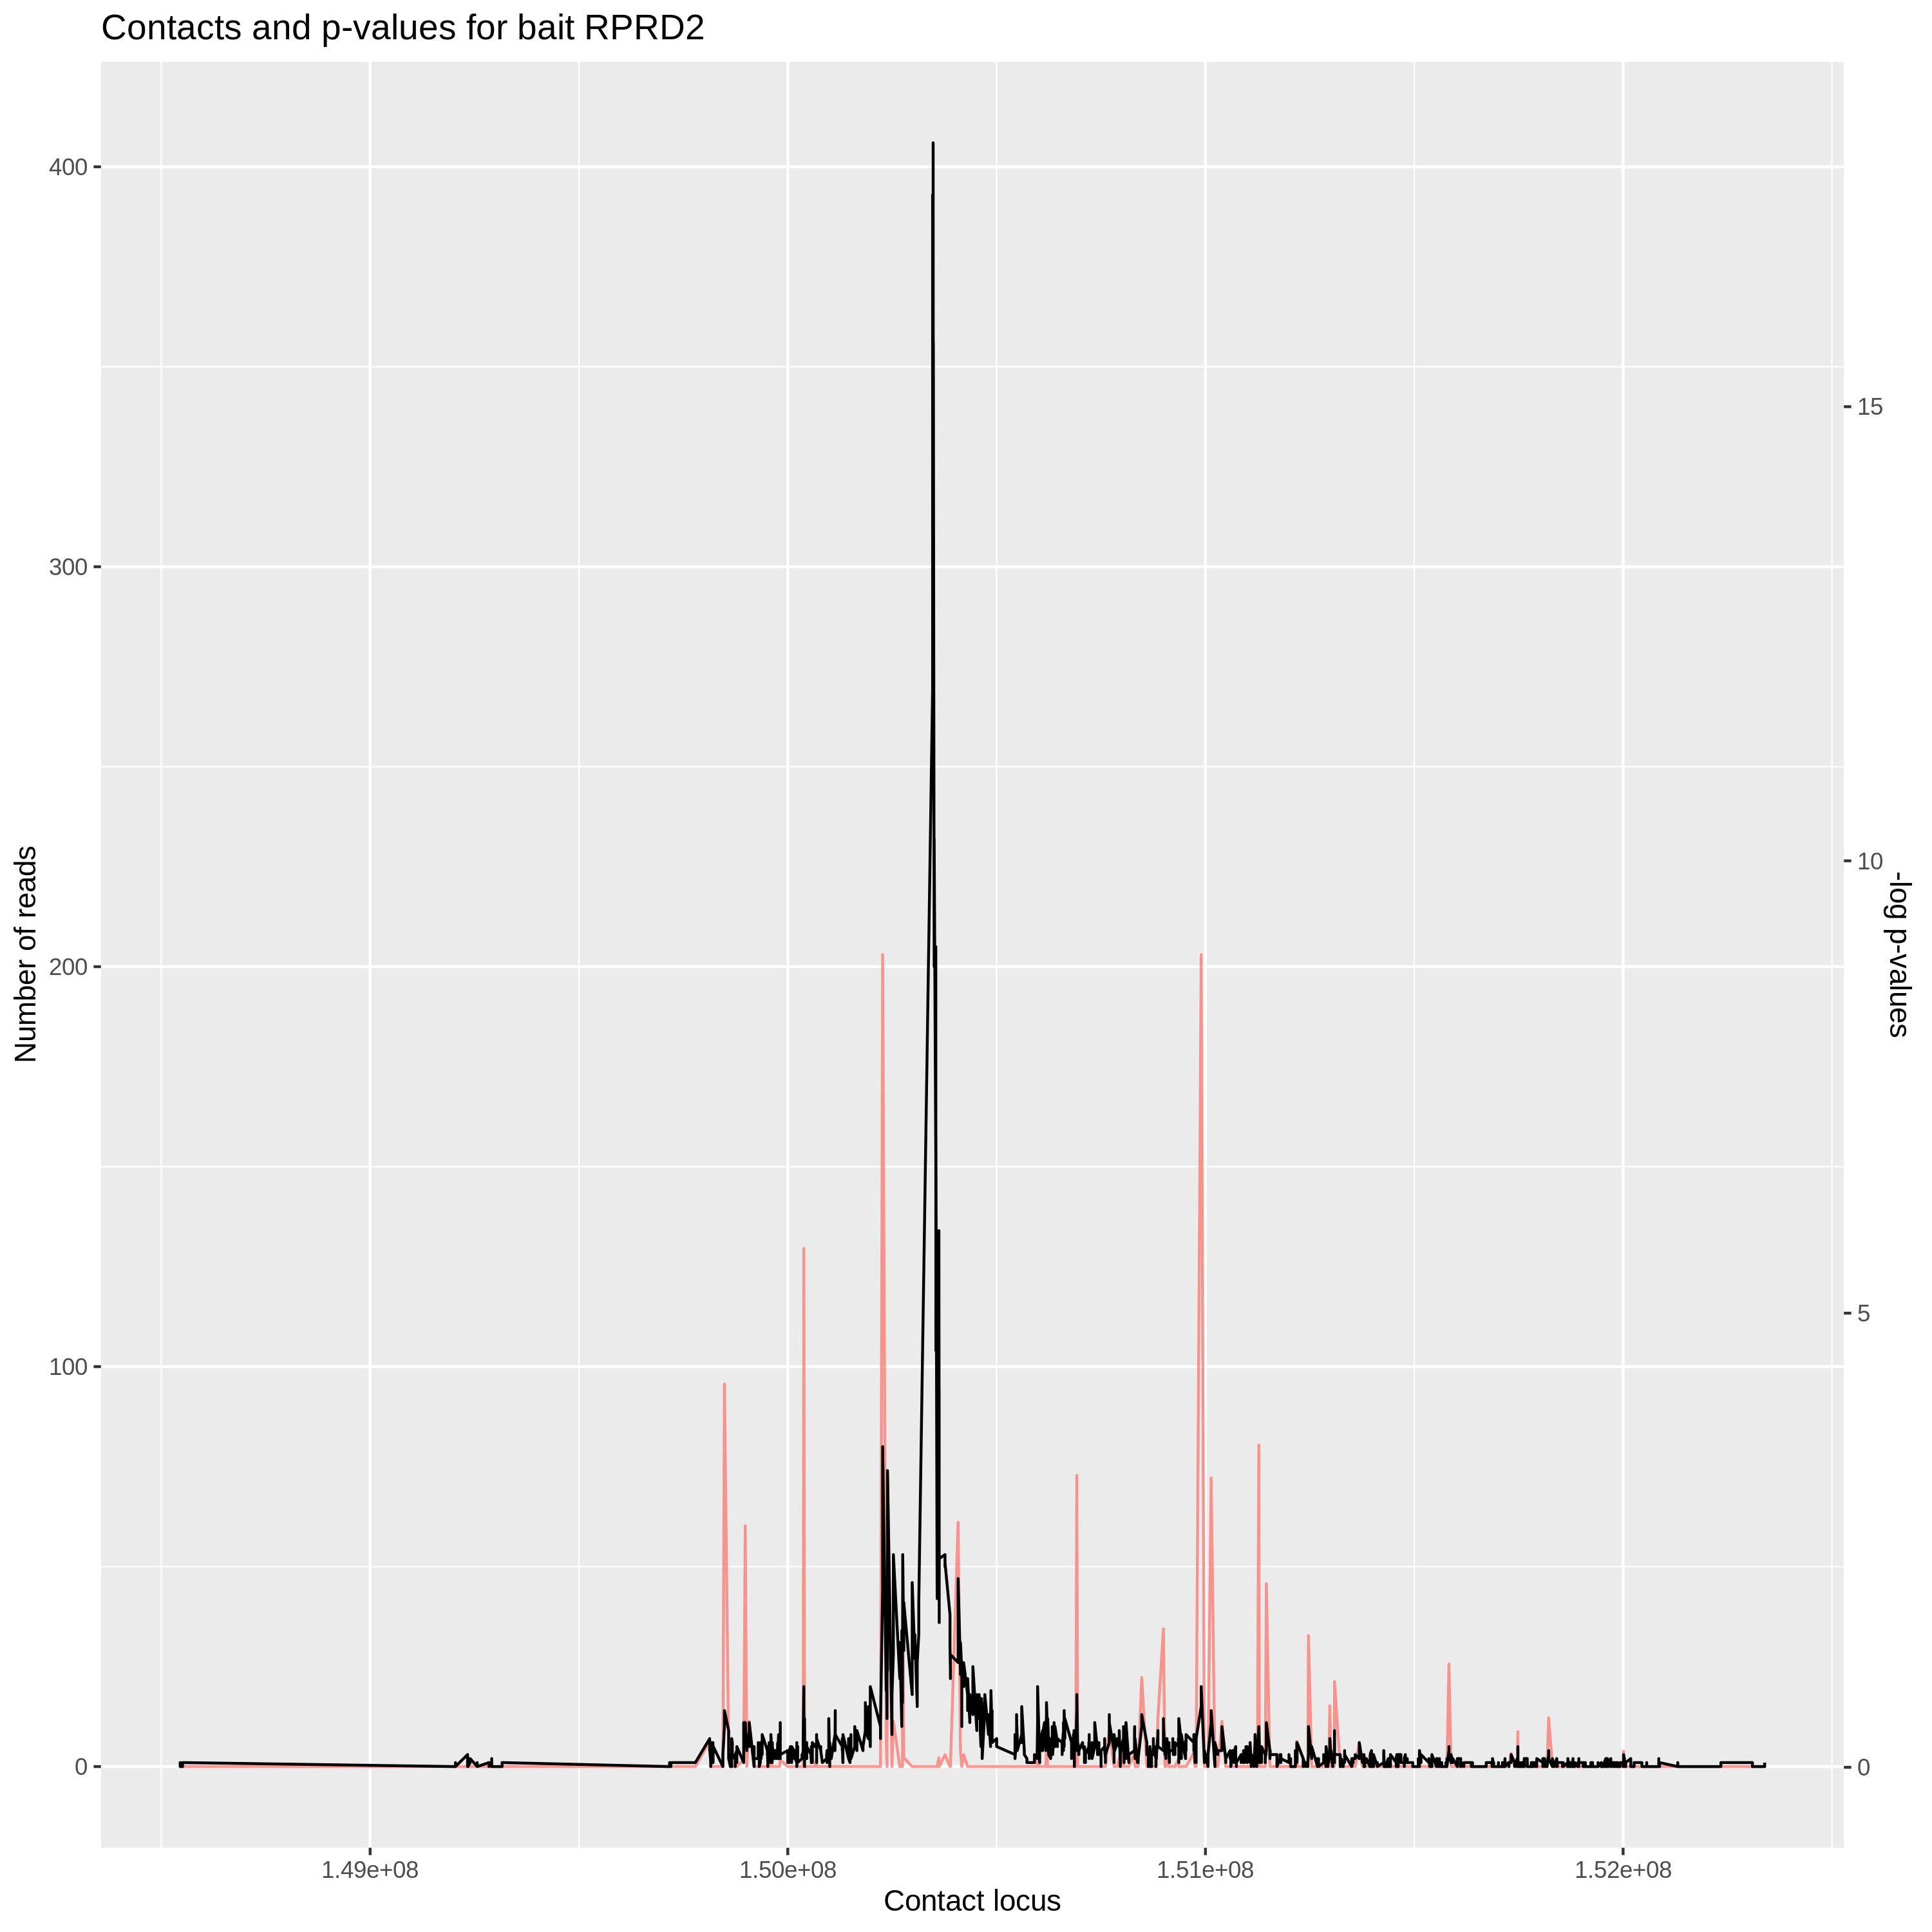 Contacts and p-values for bait RPRD2
400
300
200
100
0
Number of reads
15
10
5
0
-log p-values
1.49e+08
1.50e+08
1.51e+08
1.52e+08
Contact locus